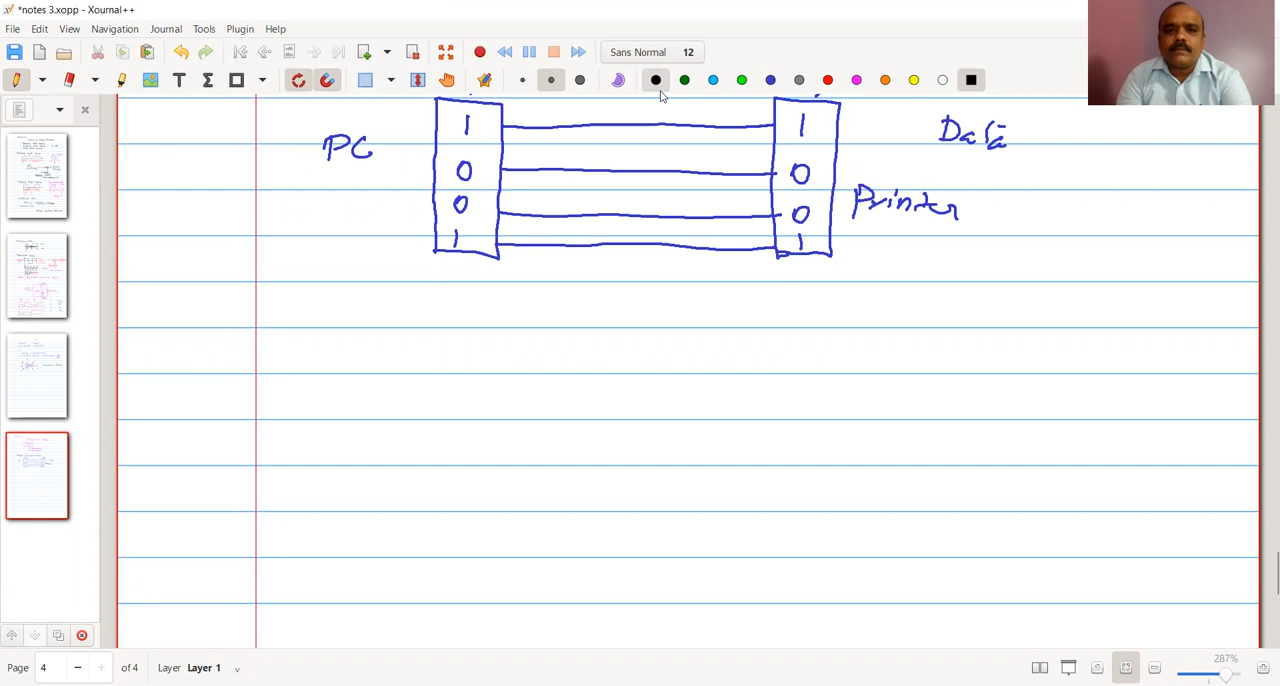 *notes 3.xopp - Xournal++
File Edit View Navigation Journal Tools Plugin Help
Sans Normal 12
PC
1
0
0
1
1
0
0
1
Data
Printer
Page 4 of 4 Layer Layer 1
287%